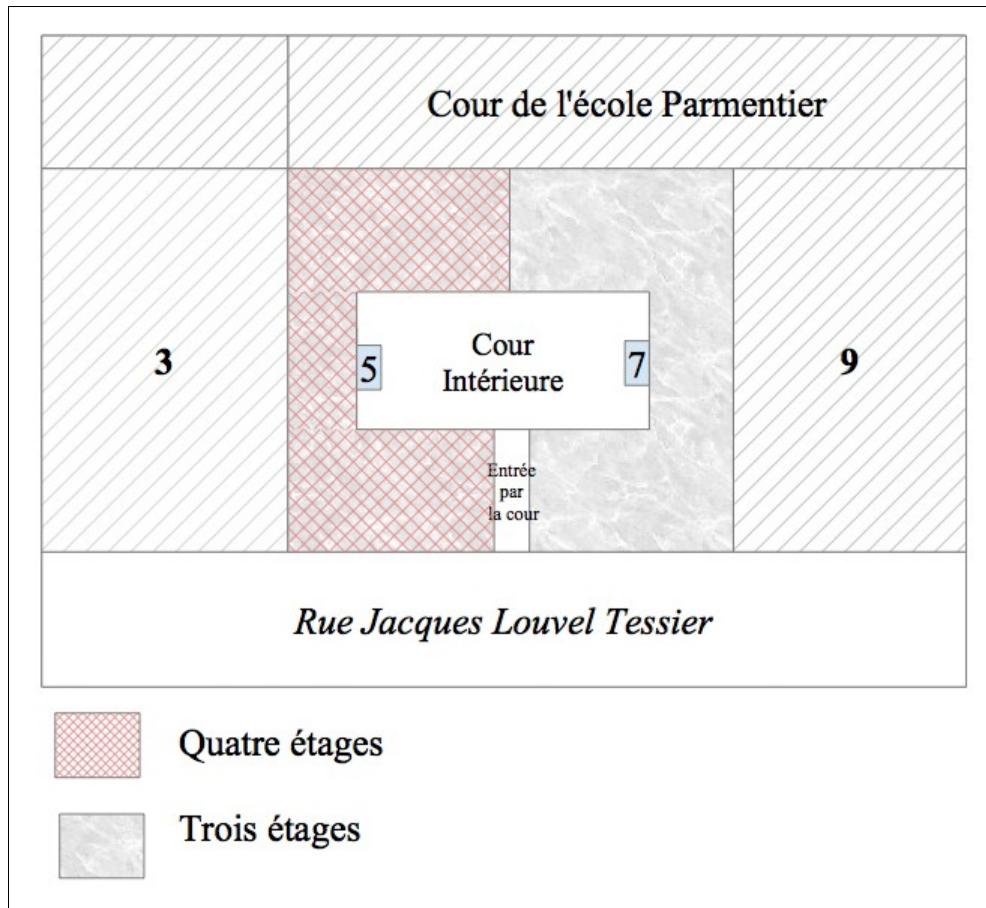 Cour de l'école Parmentier
3
5
Cour
Intérieure
7
9
Entrée
par
la cour
Rue Jacques Louvel Tessier
Quatre étages
Trois étages